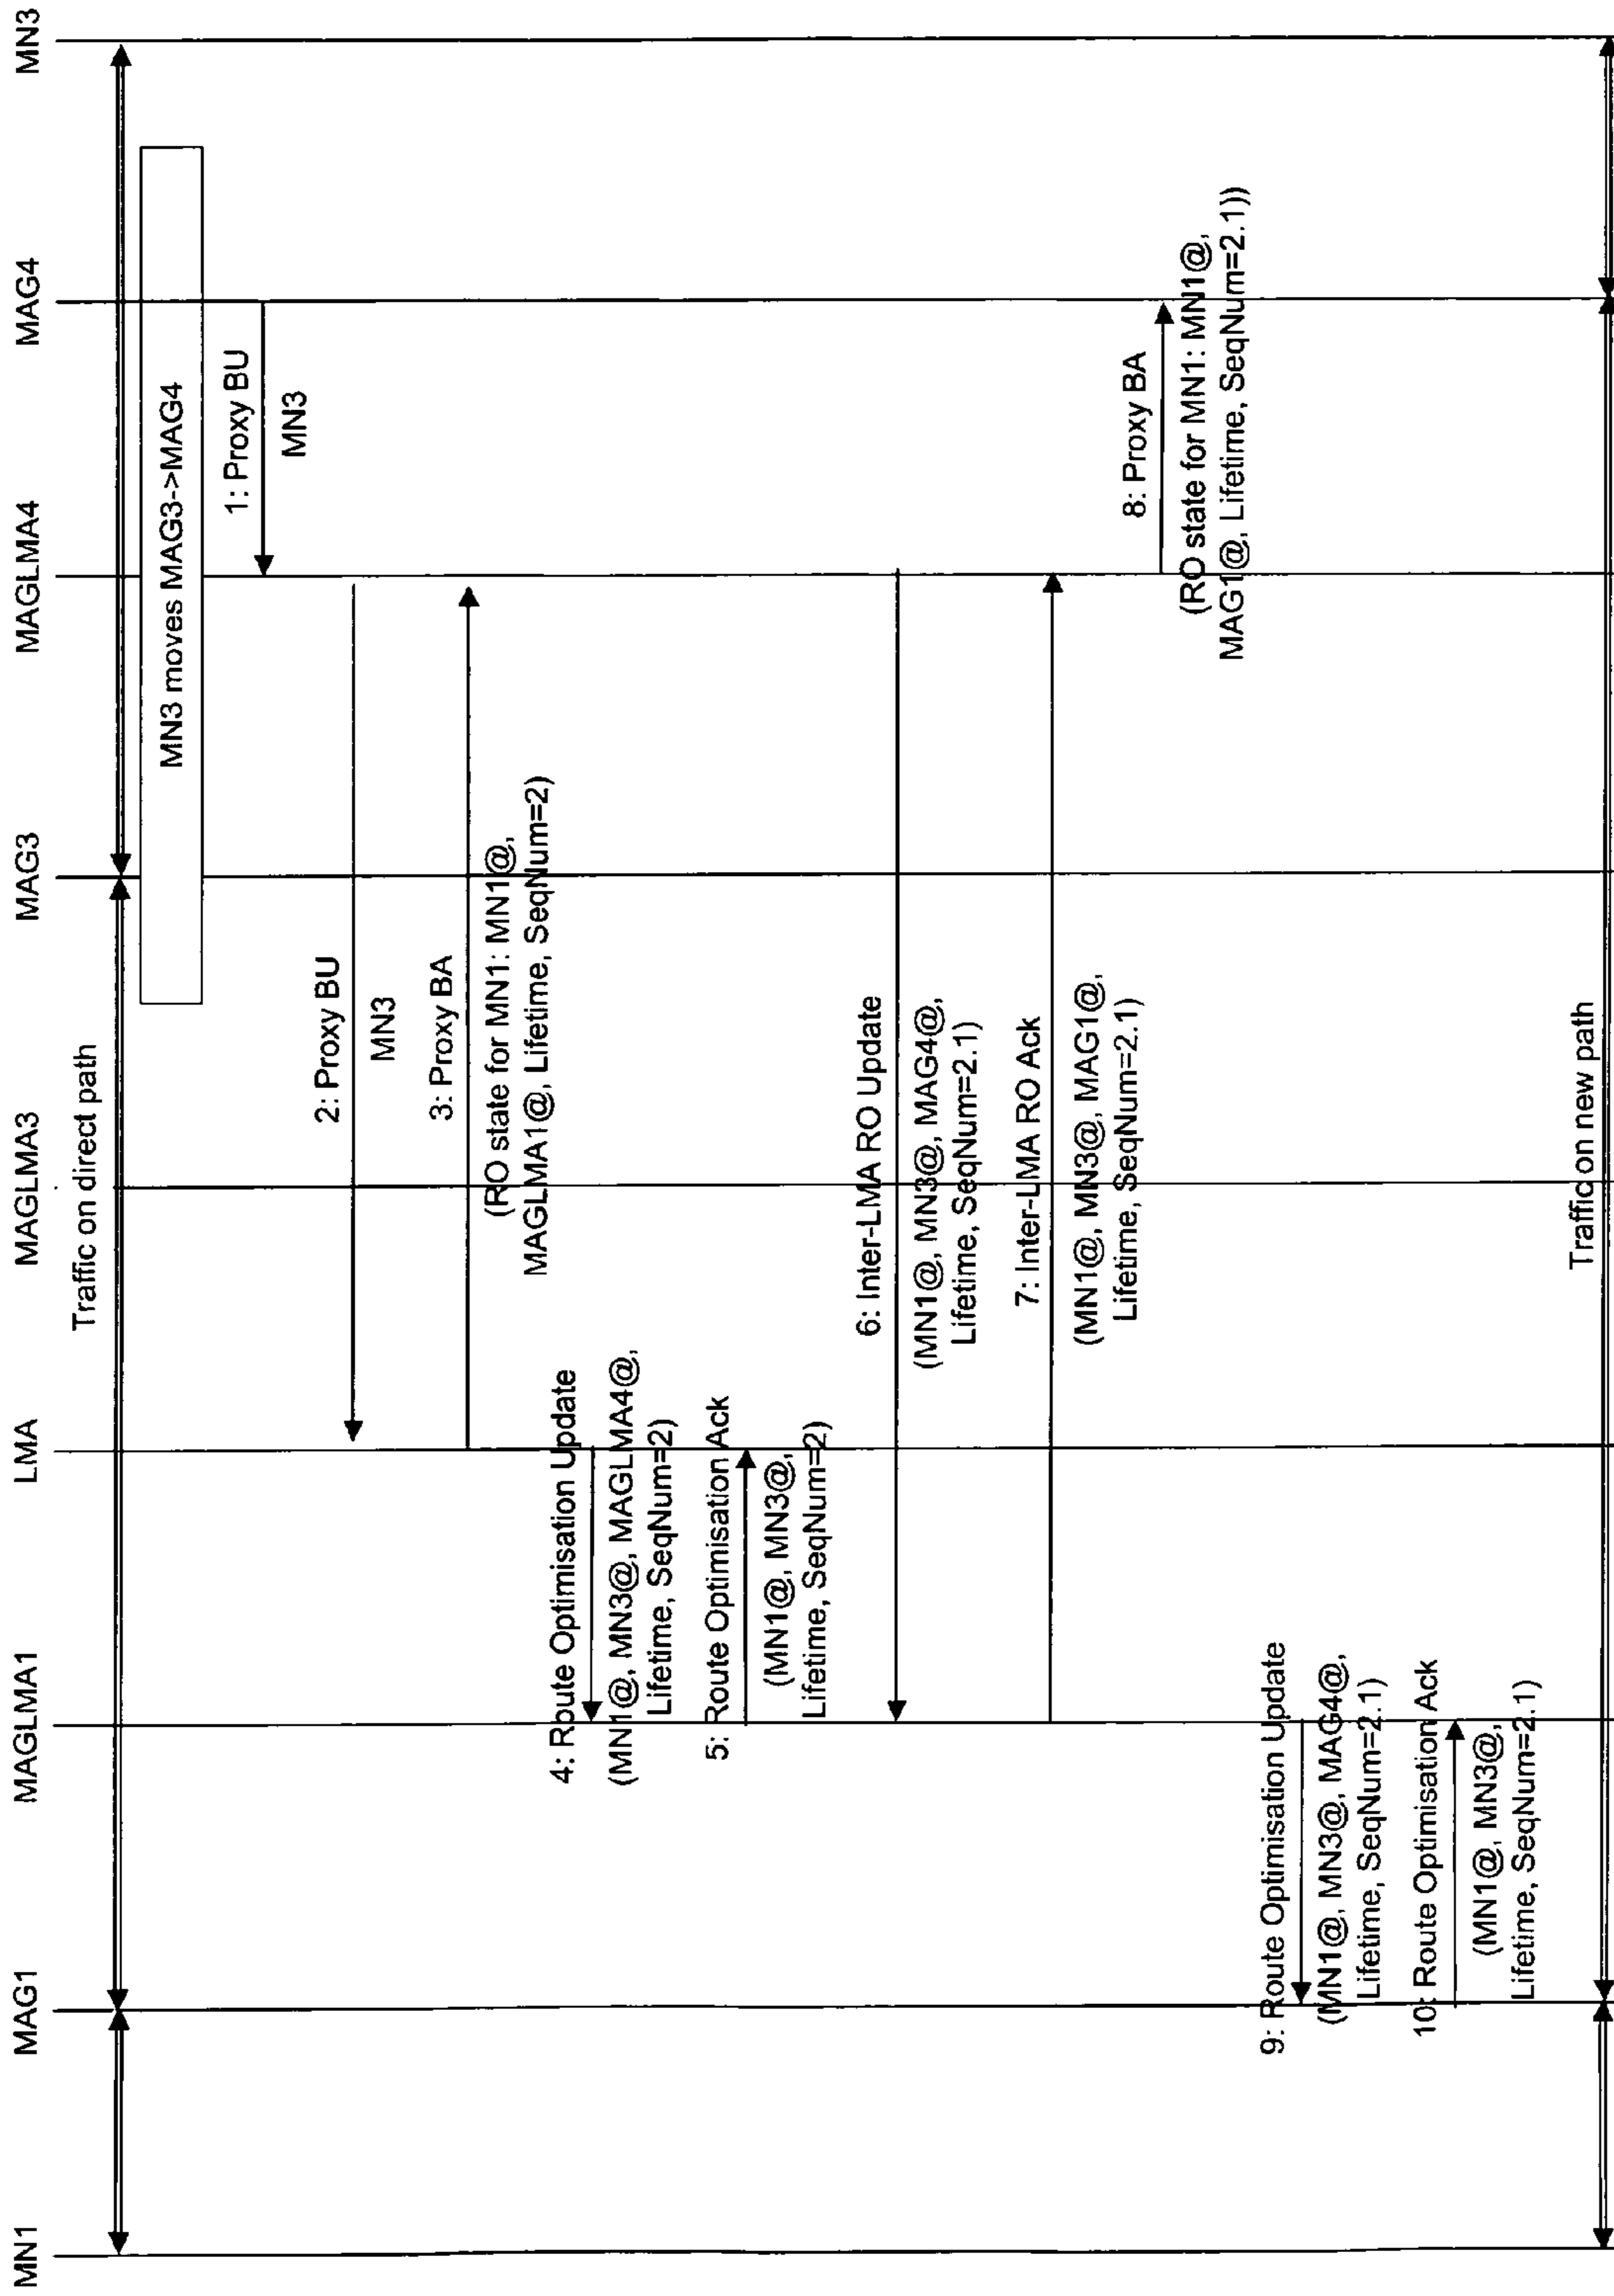 MN1
MAG1
MAGLMA1
LMA
MAGLMA3
MAG3
MAGLMA4
MAG4
MN3
Traffic on direct path
MN3 moves MAG3->MAG4
1: Proxy BU
MN3
2: Proxy BU
MN3
3: Proxy BA
(RO state for MN1: MN1@,
MAGLMA1@, Lifetime, SeqNum=2)
4: Route Optimisation Update
(MN1@, MN3@, MAGLMA4@,
Lifetime, SeqNum=2)
5: Route Optimisation Ack
(MN1@, MN3@,
Lifetime, SeqNum=2)
6: Inter-LMA RO Update
(MN1@, MN3@, MAG4@,
Lifetime, SeqNum=2.1)
7: Inter-LMA RO Ack
(MN1@, MN3@, MAG1@,
Lifetime, SeqNum=2.1)
8: Proxy BA
(RO state for MN1: MN1@,
MAG1@, Lifetime, SeqNum=2.1))
9: Route Optimisation Update
(MN1@, MN3@, MAG4@,
Lifetime, SeqNum=2.1)
10: Route Optimisation Ack
(MN1@, MN3@,
Lifetime, SeqNum=2.1)
Traffic on new path